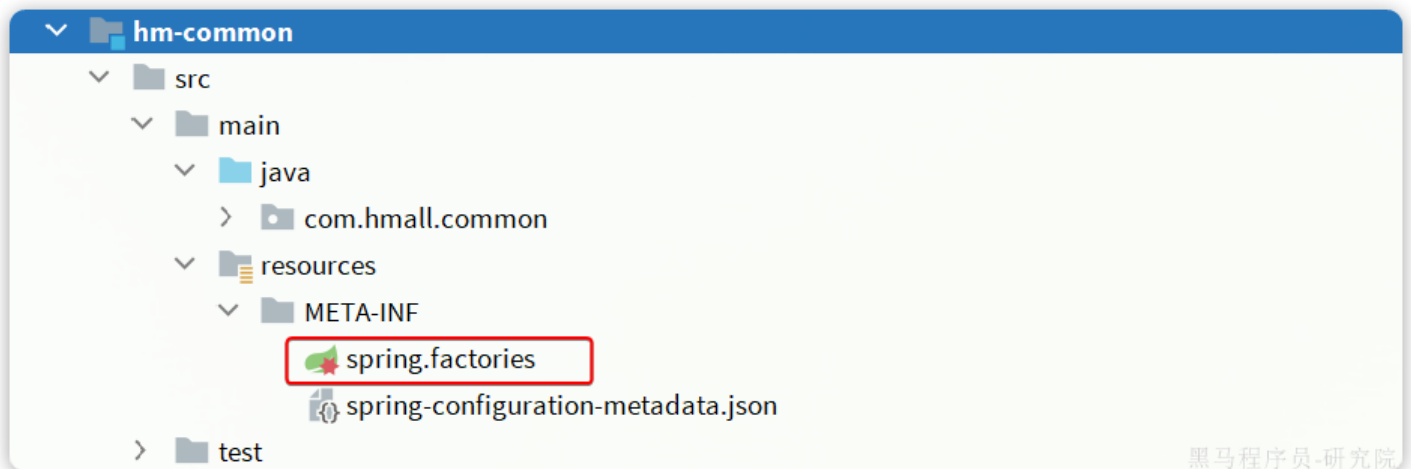 hm-common
src
main
java
com.hmall.common
resources
META-INF
spring.factories
spring-configuration-metadata.json
test
黑马程序员-研究院